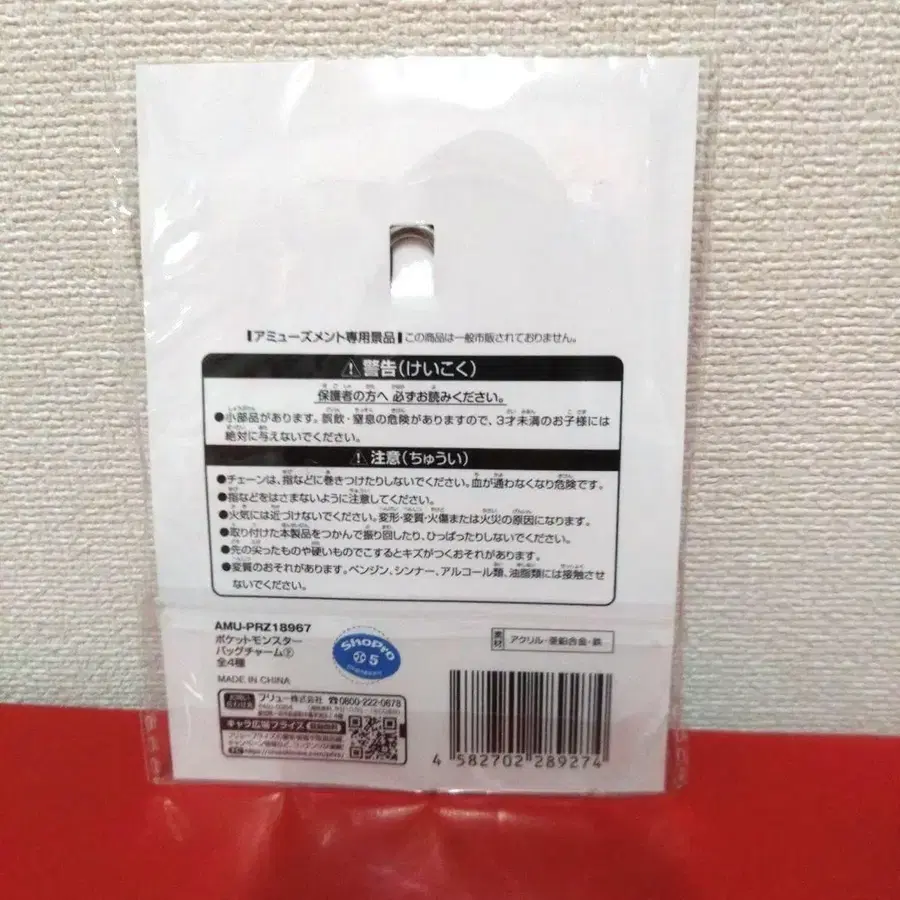 アミューズメント専用景品 この商品は一般市販されておりません。
警告(けいこく)
保護者の方へ 必ずお読みください。
●小部品があります。誤飲・窒息の危険がありますので、3才未満のお子様には
絶対に与えないでください。
注意(ちゅうい)
●チェーンは、指などに巻きつけたりしないでください。血が通わなくなり危険です。
●指などをはさまないように注意してください。
●火気には近づけないでください。変形・変質・火傷または火災の原因になります。
●取り付けた本製品をつかんで振り回したり、ひっぱったりしないでください。
●先の尖ったものや硬いものでこするとキズがつくおそれがあります。
●変質のおそれがあります。ベンジン、シンナー、アルコール類、油脂類には接触させ
ないでください。
AMU-PRZ18967
ポケットモンスター
バッグチャーム②
全4種
MADE IN CHINA
ShoPro
5
素材 アクリル・亜鉛合金・鉄
フリュー株式会社 ☎0800-222-0678
キャラ広場プライズ
4 582702 289274